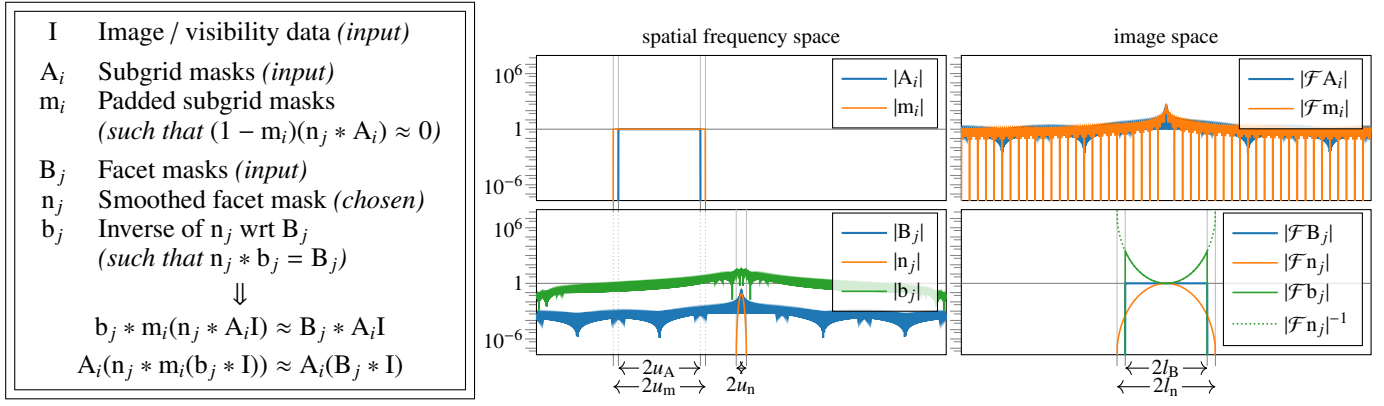 I Image / visibility data (input)
A_i Subgrid masks (input)
m_i Padded subgrid masks
(such that (1 − m_i)(n_j ∗ A_i) ≈ 0)
B_j Facet masks (input)
n_j Smoothed facet mask (chosen)
b_j Inverse of n_j wrt B_j
(such that n_j ∗ b_j = B_j)
⇓
b_j ∗ m_i(n_j ∗ A_iI) ≈ B_j ∗ A_iI
A_i(n_j ∗ m_i(b_j ∗ I)) ≈ A_i(B_j ∗ I)
spatial frequency space
10^6
1
10^−6
|A_i|
|m_i|
image space
|ℱA_i|
|ℱm_i|
10^6
1
10^−6
|B_j|
|n_j|
|b_j|
2u_A
2u_m
2u_n
|ℱB_j|
|ℱn_j|
|ℱb_j|
|ℱn_j|^−1
2l_B
2l_n